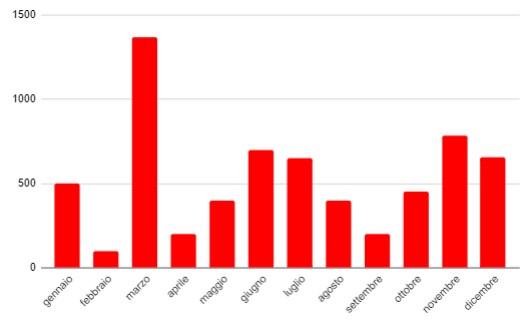 1500
1000
500
0
gennaio
febbraio
marzo
aprile
maggio
giugno
luglio
agosto
settembre
ottobre
novembre
dicembre